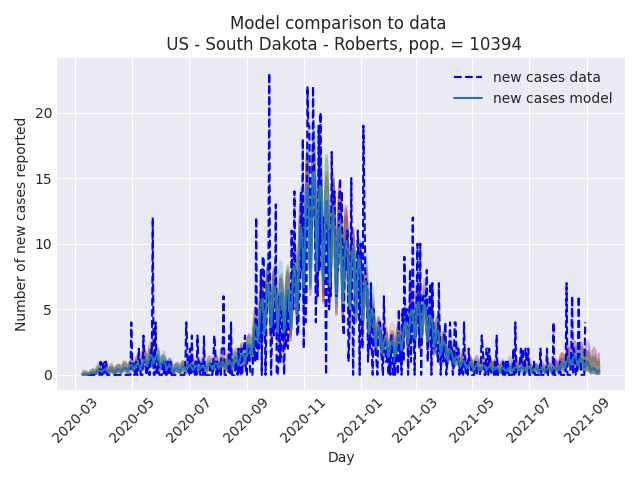 Model comparison to data
US - South Dakota - Roberts, pop. = 10394
new cases data
new cases model
Number of new cases reported
20
15
10
5
0
2020-03
2020-05
2020-07
2020-09
2020-11
2021-01
2021-03
2021-05
2021-07
2021-09
Day